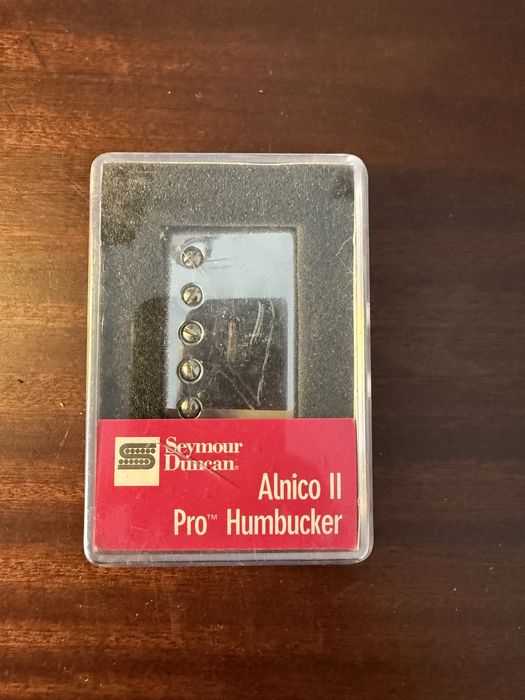 Seymour
Duncan®
Alnico II
Pro™ Humbucker